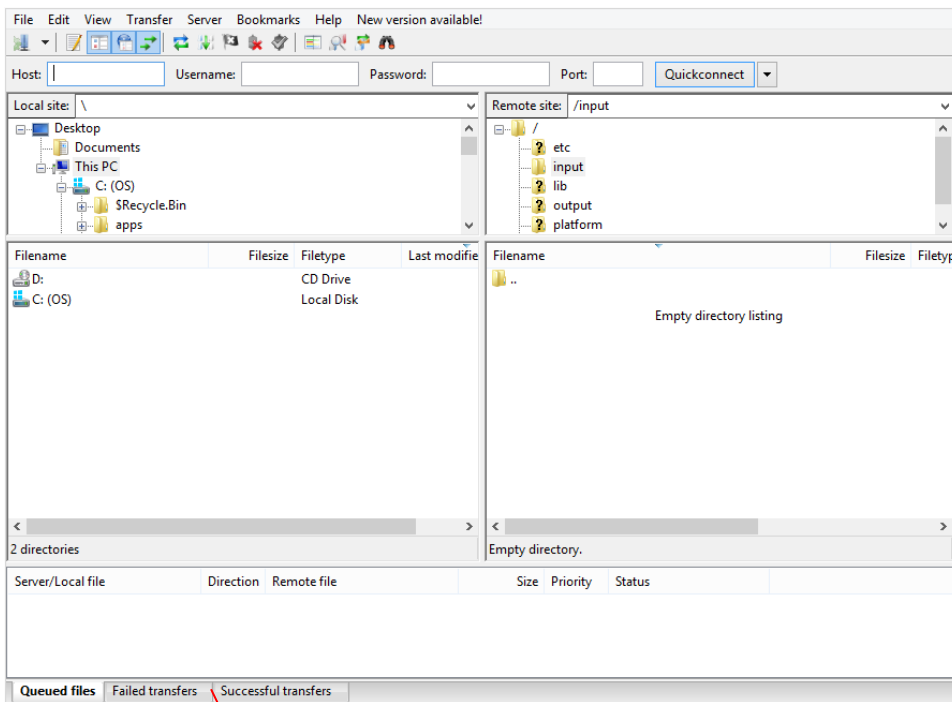 File Edit View Transfer Server Bookmarks Help New version available!
Host: Username: Password: Port: Quickconnect
Local site: \
Remote site: /input
Desktop
Documents
This PC
C: (OS)
$Recycle.Bin
apps
/
? etc
input
? lib
? output
? platform
Filename Filesize Filetype Last modifie
D: CD Drive
C: (OS) Local Disk
2 directories
Filename Filesize Filetyp
..
Empty directory listing
Empty directory.
Server/Local file Direction Remote file Size Priority Status
Queued files Failed transfers Successful transfers